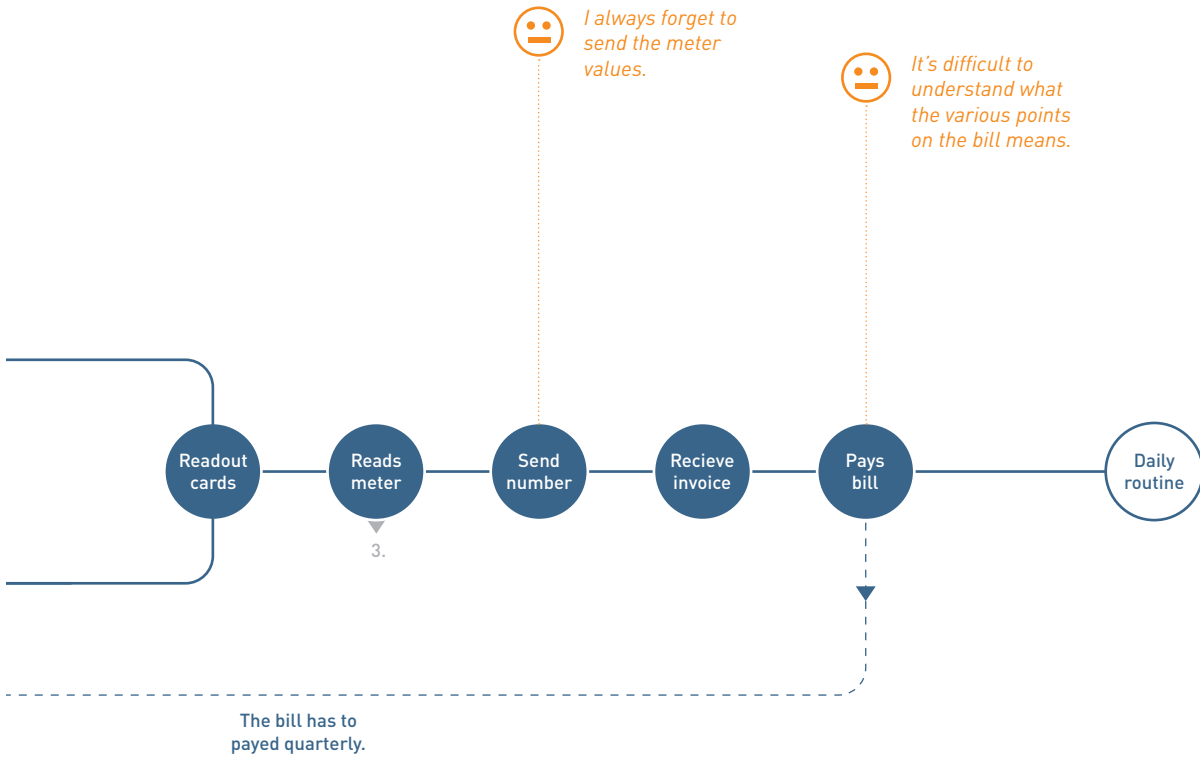 I always forget to
send the meter
values.
It's difficult to
understand what
the various points
on the bill means.
Readout
cards
Reads
meter
Send
number
Recieve
invoice
Pays
bill
Daily
routine
3.
The bill has to
payed quarterly.